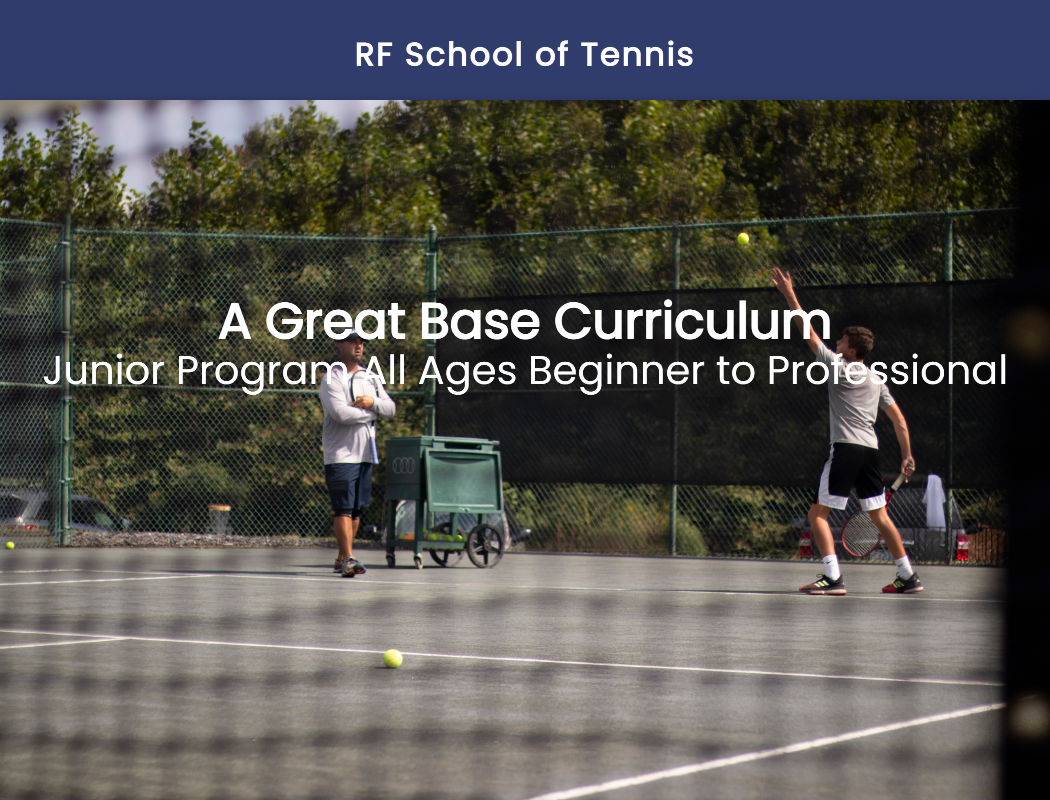 RF School of Tennis
A Great Base Curriculum
Junior Program All Ages Beginner to Professional